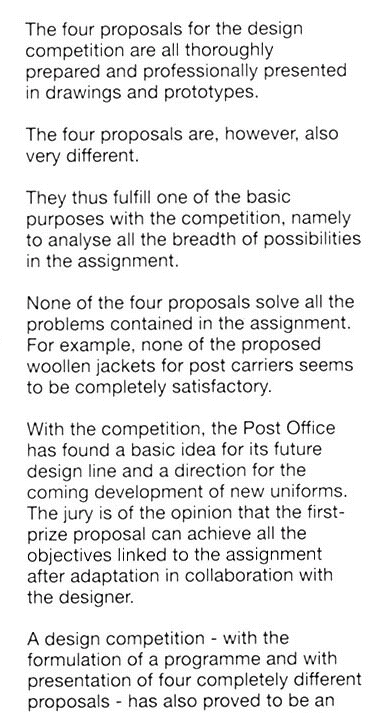 The four proposals for the design
competition are all thoroughly
prepared and professionally presented
in drawings and prototypes.

The four proposals are, however, also
very different.

They thus fulfill one of the basic
purposes with the competition, namely
to analyse all the breadth of possibilities
in the assignment.

None of the four proposals solve all the
problems contained in the assignment.
For example, none of the proposed
woollen jackets for post carriers seems
to be completely satisfactory.

With the competition, the Post Office
has found a basic idea for its future
design line and a direction for the
coming development of new uniforms.
The jury is of the opinion that the first-
prize proposal can achieve all the
objectives linked to the assignment
after adaptation in collaboration with
the designer.

A design competition - with the
formulation of a programme and with
presentation of four completely different
proposals - has also proved to be an